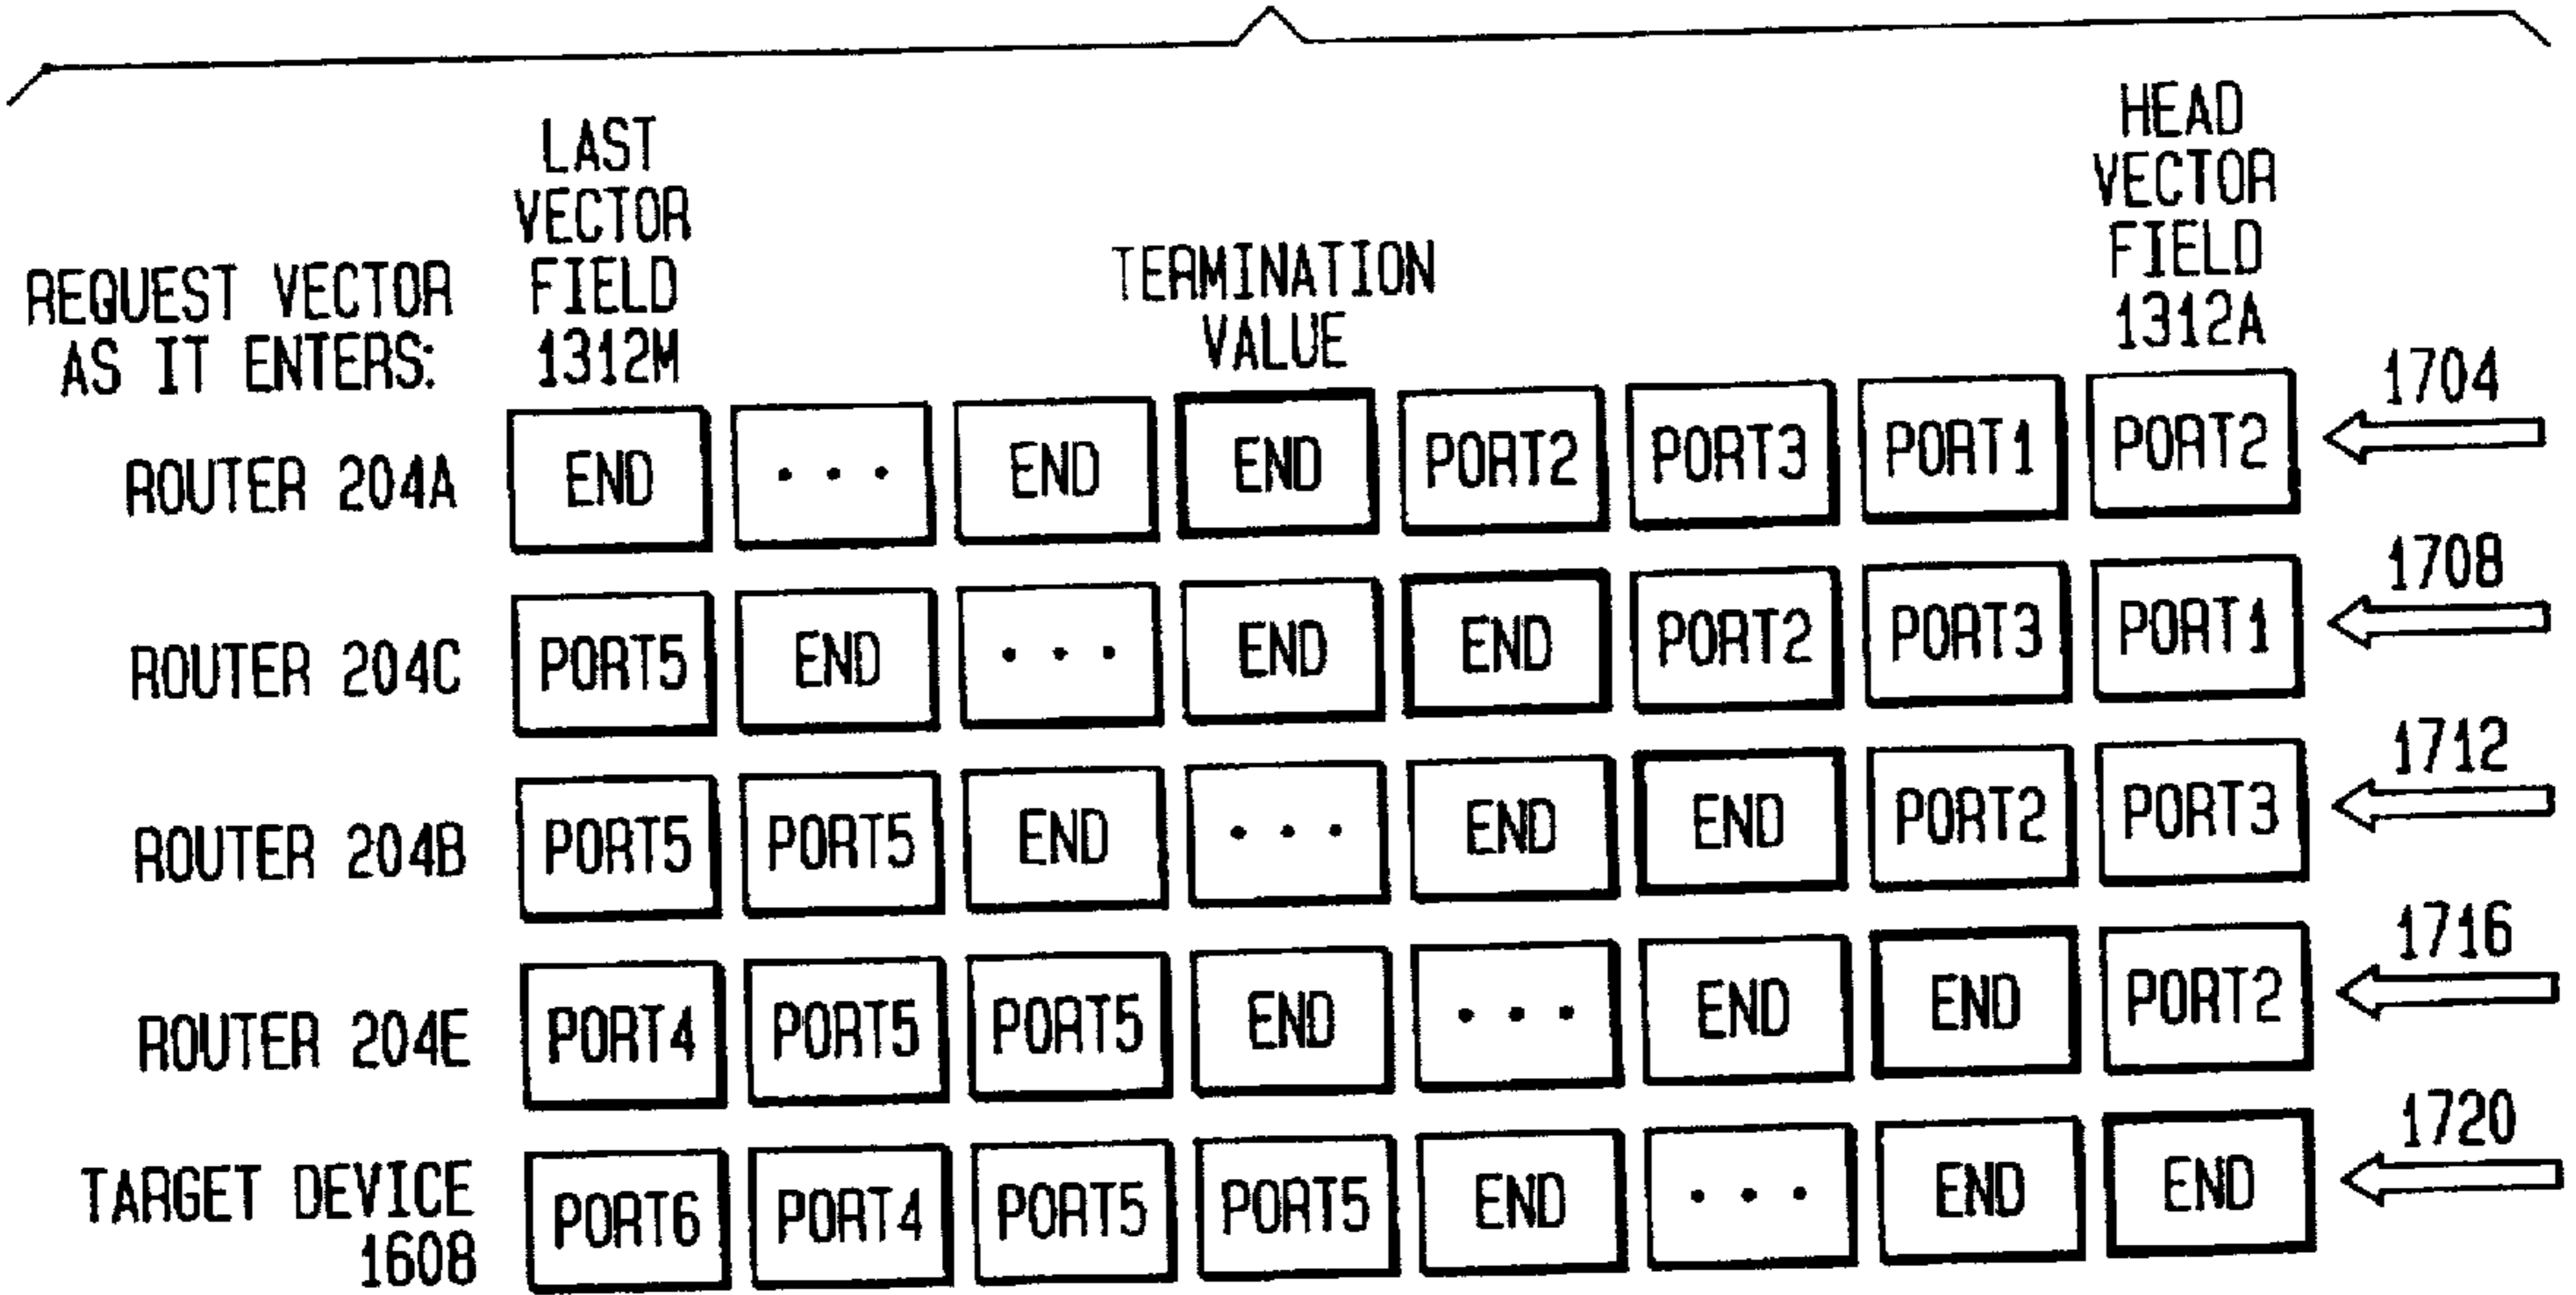 LAST
VECTOR
FIELD
1312M
HEAD
VECTOR
FIELD
1312A
TERMINATION
VALUE
REQUEST VECTOR
AS IT ENTERS:
1704
ROUTER 204A END ... END END PORT2 PORT3 PORT1 PORT2
1708
ROUTER 204C PORT5 END ... END END PORT2 PORT3 PORT1
1712
ROUTER 204B PORT5 PORT5 END ... END END PORT2 PORT3
1716
ROUTER 204E PORT4 PORT5 PORT5 END ... END END PORT2
1720
TARGET DEVICE
1608
PORT6 PORT4 PORT5 PORT5 END ... END END